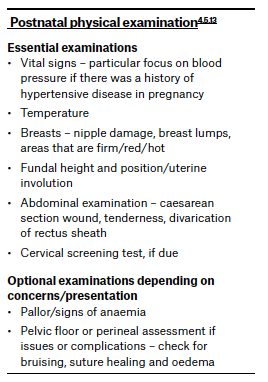 Postnatal physical examination4,5,12
Essential examinations
• Vital signs – particular focus on blood
pressure if there was a history of
hypertensive disease in pregnancy
• Temperature
• Breasts – nipple damage, breast lumps,
areas that are firm/red/hot
• Fundal height and position/uterine
involution
• Abdominal examination – caesarean
section wound, tenderness, divarication
of rectus sheath
• Cervical screening test, if due
Optional examinations depending on
concerns/presentation
• Pallor/signs of anaemia
• Pelvic floor or perineal assessment if
issues or complications – check for
bruising, suture healing and oedema